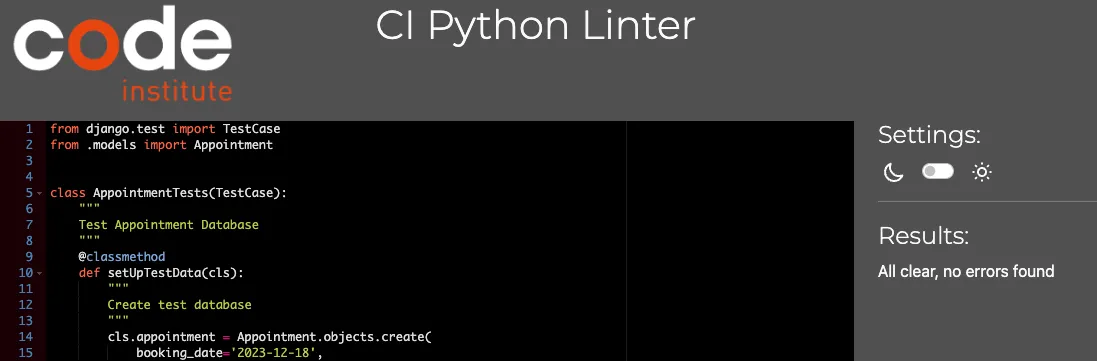 code
institute
CI Python Linter
1 from django.test import TestCase
2 from .models import Appointment
3
4
5 class AppointmentTests(TestCase):
6     """
7     Test Appointment Database
8     """
9     @classmethod
10     def setUpTestData(cls):
11         """
12         Create test database
13         """
14         cls.appointment = Appointment.objects.create(
15             booking_date='2023-12-18',
Settings:
Results:
All clear, no errors found